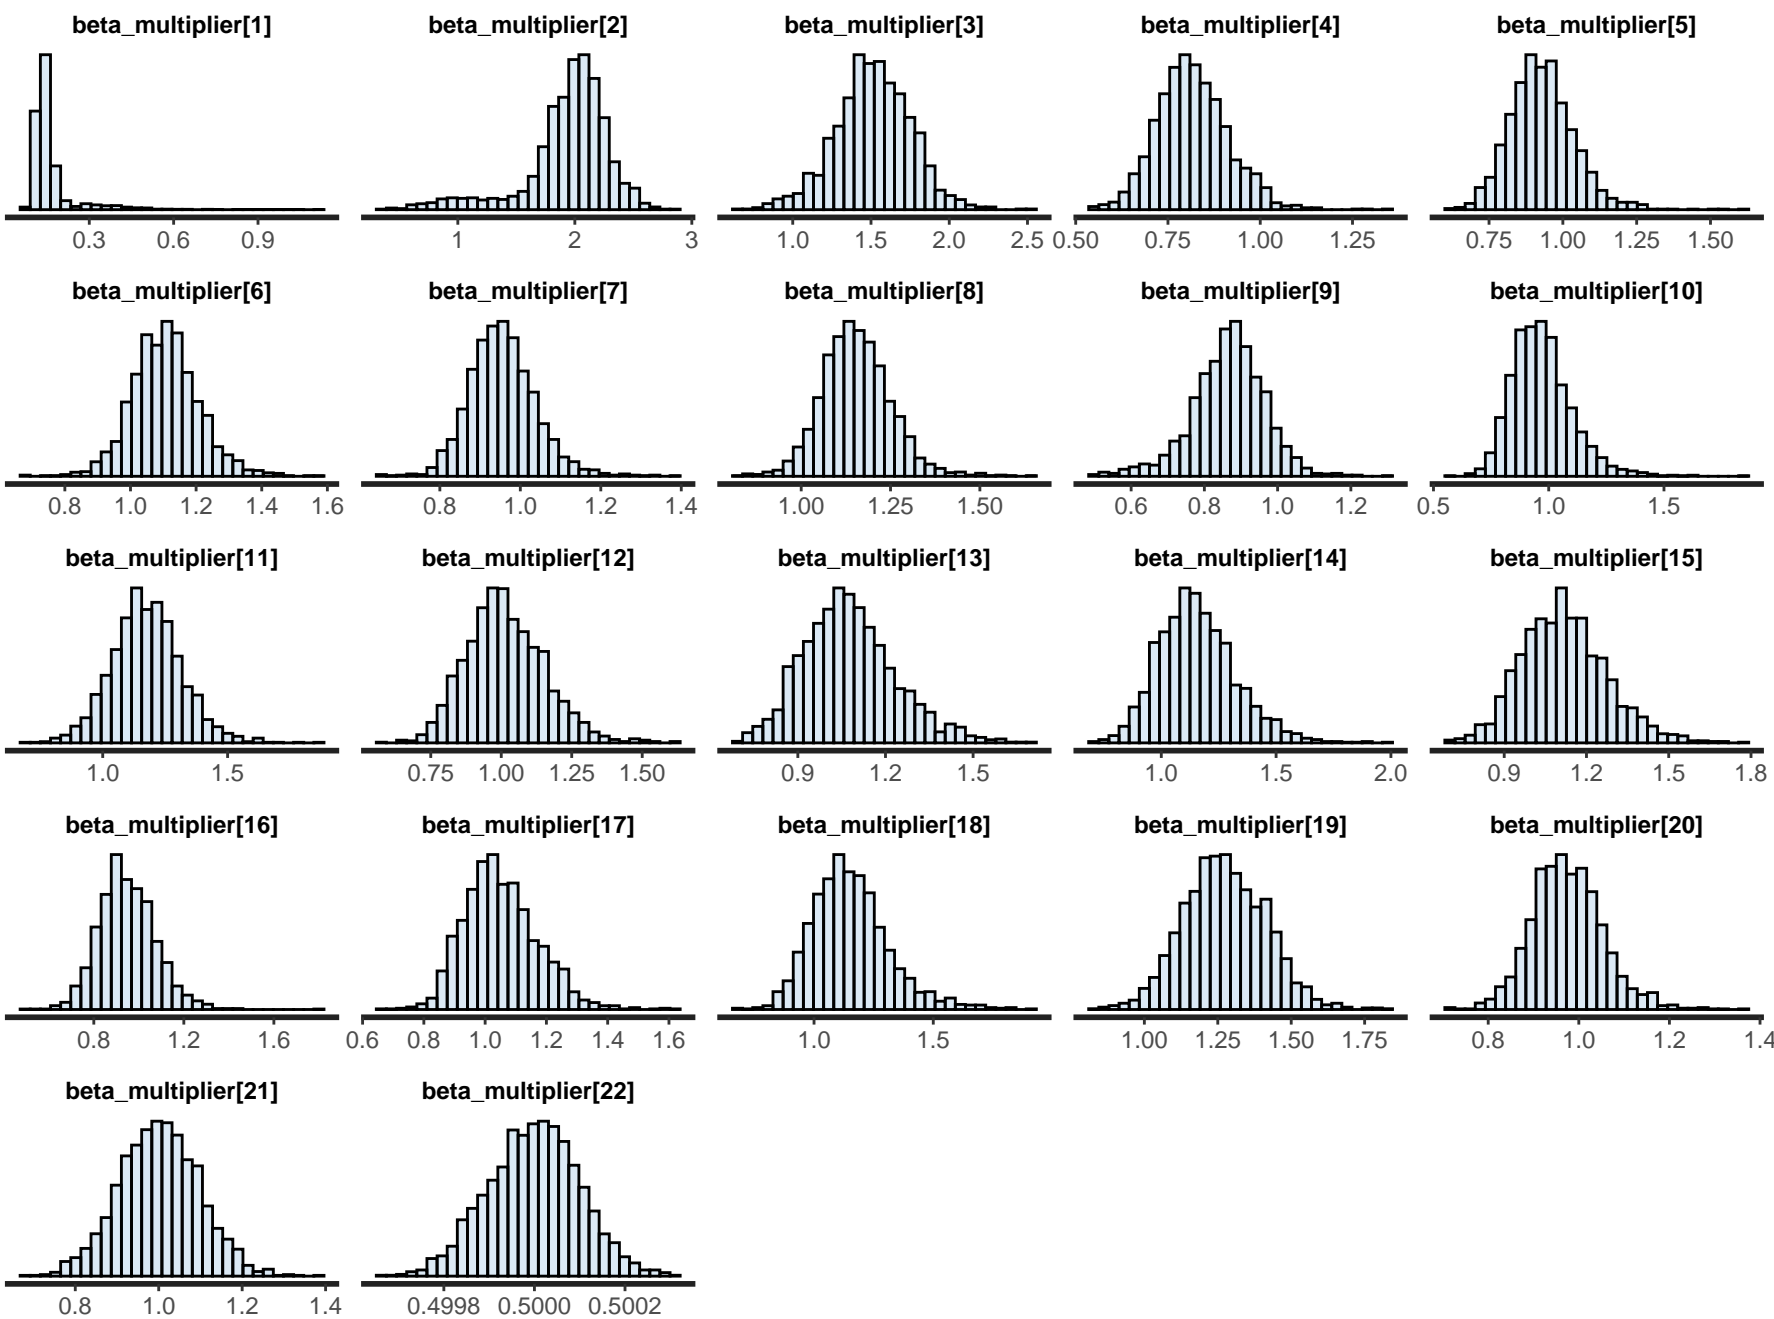 beta_multiplier[1] beta_multiplier[2] beta_multiplier[3] beta_multiplier[4] beta_multiplier[5]
0.3 0.6 0.9 1 2 3 1.0 1.5 2.0 2.5 0.50 0.75 1.00 1.25 0.75 1.00 1.25 1.50
beta_multiplier[6] beta_multiplier[7] beta_multiplier[8] beta_multiplier[9] beta_multiplier[10]
0.8 1.0 1.2 1.4 1.6 0.8 1.0 1.2 1.4 1.00 1.25 1.50 0.6 0.8 1.0 1.2 0.5 1.0 1.5
beta_multiplier[11] beta_multiplier[12] beta_multiplier[13] beta_multiplier[14] beta_multiplier[15]
1.0 1.5 0.75 1.00 1.25 1.50 0.9 1.2 1.5 1.0 1.5 2.0 0.9 1.2 1.5 1.8
beta_multiplier[16] beta_multiplier[17] beta_multiplier[18] beta_multiplier[19] beta_multiplier[20]
0.8 1.2 1.6 0.6 0.8 1.0 1.2 1.4 1.6 1.0 1.5 1.00 1.25 1.50 1.75 0.8 1.0 1.2 1.4
beta_multiplier[21] beta_multiplier[22]
0.8 1.0 1.2 1.4 0.4998 0.5000 0.5002